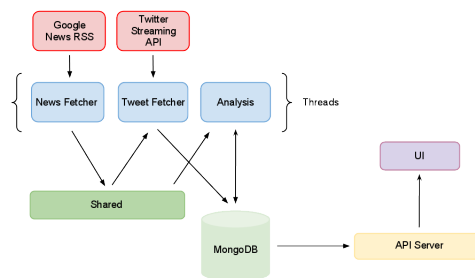 Google
News RSS
Twitter
Streaming
API
News Fetcher
Tweet Fetcher
Analysis
Threads
UI
Shared
MongoDB
API Server